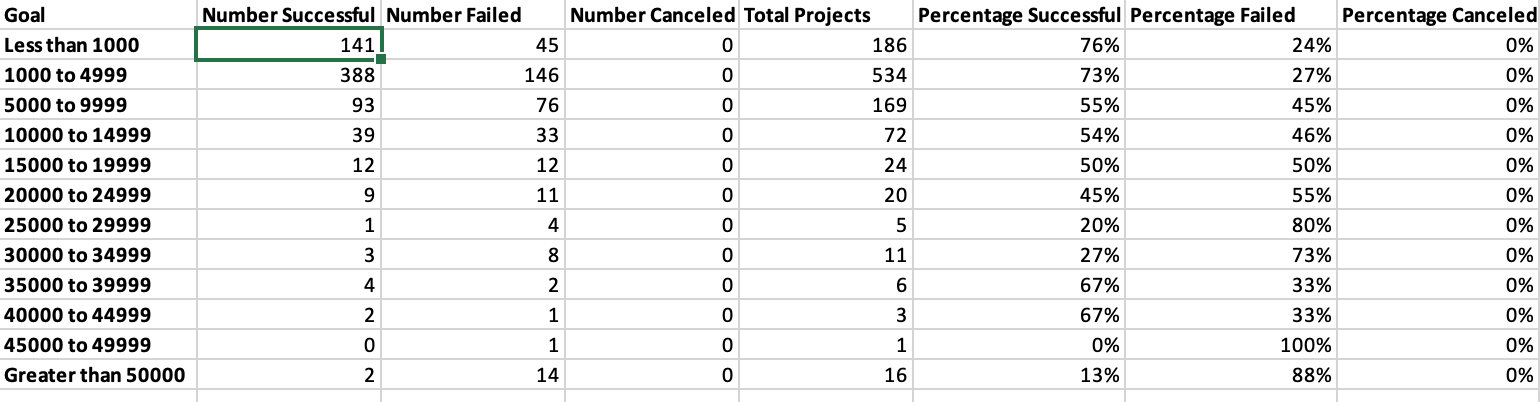 Goal Number Successful Number Failed Number Canceled Total Projects Percentage Successful Percentage Failed Percentage Canceled
Less than 1000 141 45 0 186 76% 24% 0%
1000 to 4999 388 146 0 534 73% 27% 0%
5000 to 9999 93 76 0 169 55% 45% 0%
10000 to 14999 39 33 0 72 54% 46% 0%
15000 to 19999 12 12 0 24 50% 50% 0%
20000 to 24999 9 11 0 20 45% 55% 0%
25000 to 29999 1 4 0 5 20% 80% 0%
30000 to 34999 3 8 0 11 27% 73% 0%
35000 to 39999 4 2 0 6 67% 33% 0%
40000 to 44999 2 1 0 3 67% 33% 0%
45000 to 49999 0 1 0 1 0% 100% 0%
Greater than 50000 2 14 0 16 13% 88% 0%